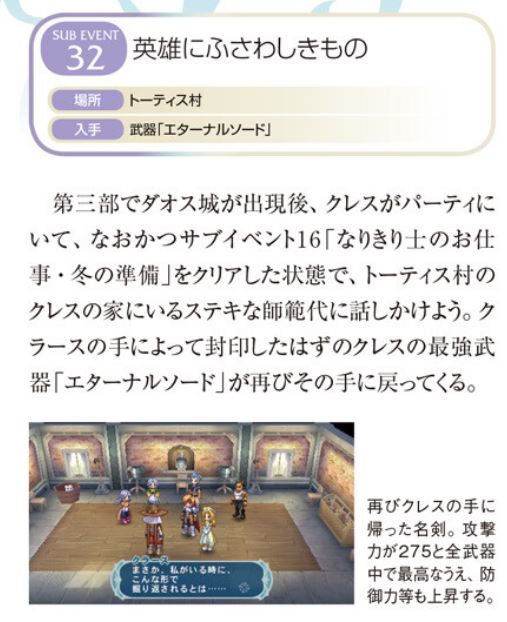 SUB EVENT
32
英雄にふさわしきもの
場所 トーティス村
入手 武器「エターナルソード」
第三部でダオス城が出現後、クレスがパーティに
いて、なおかつサブイベント16「なりきり士のお仕
事・冬の準備」をクリアした状態で、トーティス村の
クレスの家にいるステキな師範代に話しかけよう。ク
ラースの手によって封印したはずのクレスの最強武
器「エターナルソード」が再びその手に戻ってくる。
クラース
まさか、私がいる時に、
こんな形で
掘り返されるとは……
再びクレスの手に
帰った名剣。攻撃
力が275と全武器
中で最高なうえ、防
御力等も上昇する。